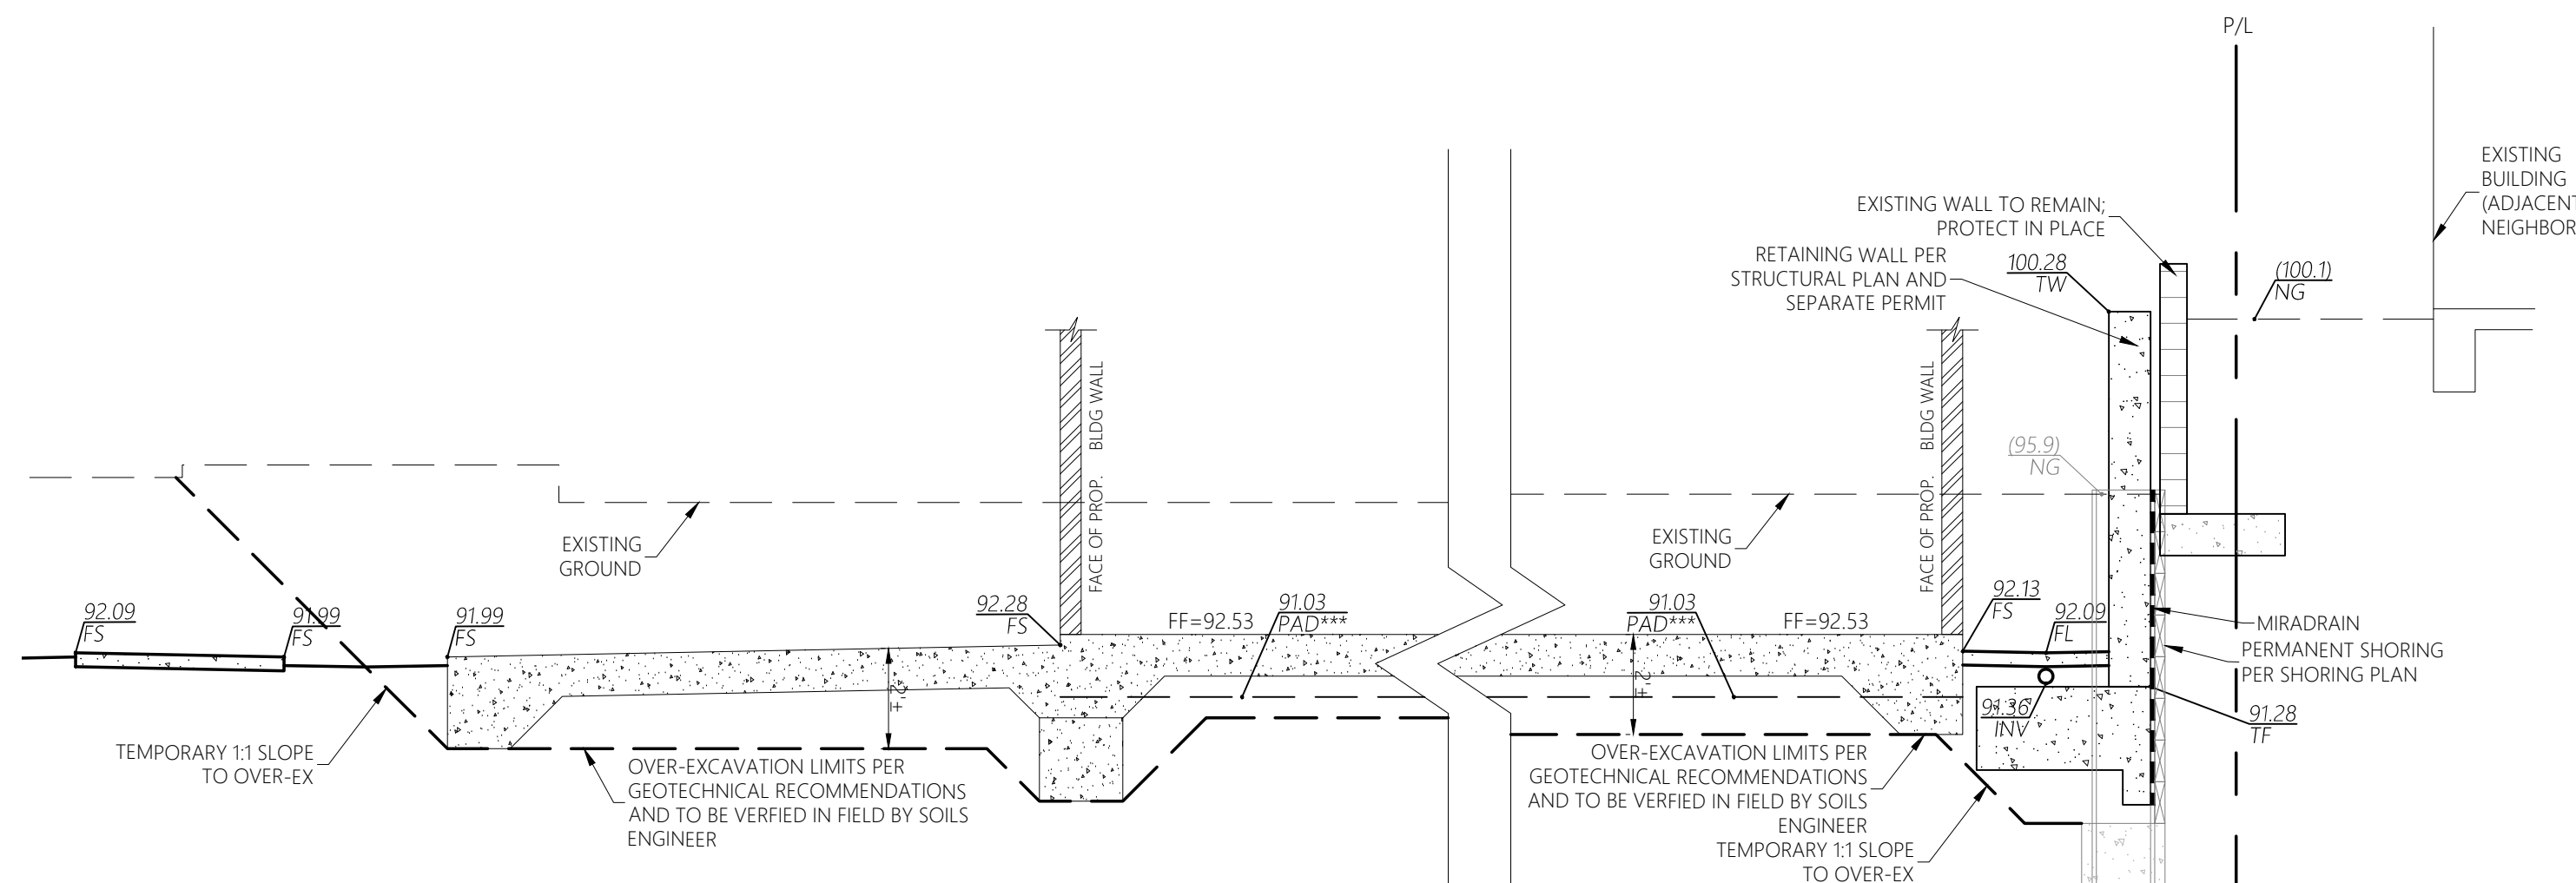 P/L
EXISTING
BUILDING
(ADJACENT
NEIGHBOR
EXISTING WALL TO REMAIN;
PROTECT IN PLACE
RETAINING WALL PER
STRUCTURAL PLAN AND
SEPARATE PERMIT
100.28
TW
(100.1)
NG
(95.9)
NG
FACE OF PROP. BLDG WALL
FACE OF PROP. BLDG WALL
EXISTING
GROUND
EXISTING
GROUND
92.09
FS
91.99
FS
91.99
FS
92.28
FS
FF=92.53
91.03
PAD***
91.03
PAD***
FF=92.53
92.13
FS
92.09
FL
MIRADRAIN
PERMANENT SHORING
PER SHORING PLAN
2'±
2'±
91.36
INV
91.28
TF
TEMPORARY 1:1 SLOPE
TO OVER-EX
OVER-EXCAVATION LIMITS PER
GEOTECHNICAL RECOMMENDATIONS
AND TO BE VERFIED IN FIELD BY SOILS
ENGINEER
OVER-EXCAVATION LIMITS PER
GEOTECHNICAL RECOMMENDATIONS
AND TO BE VERFIED IN FIELD BY SOILS
ENGINEER
TEMPORARY 1:1 SLOPE
TO OVER-EX